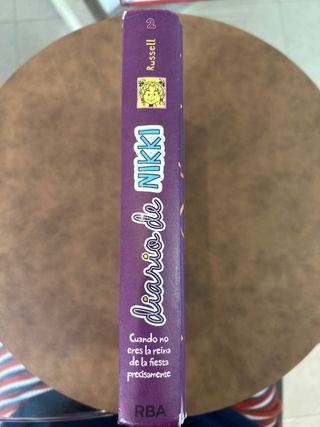 2
Russell
diario de NIKKI
Cuando no
eres la reina
de la fiesta
precisamente
RBA